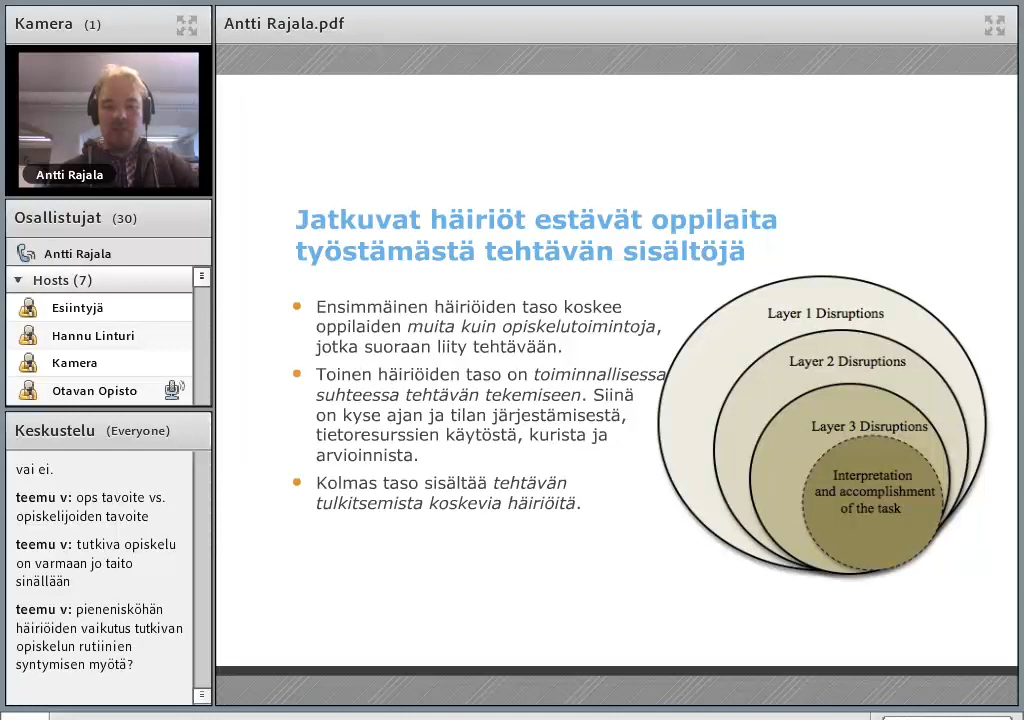 Kamera (1)
Antti Rajala
Osallistujat (30)
Antti Rajala
Hosts (7)
Esiintyjä
Hannu Linturi
Kamera
Otavan Opisto
Keskustelu (Everyone)
vai ei.
teemu v: ops tavoite vs.
opiskelijoiden tavoite
teemu v: tutkiva opiskelu
on varmaan jo taito
sinällään
teemu v: pienenisköhän
häiriöiden vaikutus tutkivan
opiskelun rutiinien
syntymisen myötä?
Antti Rajala.pdf
Jatkuvat häiriöt estävät oppilaita
työstämästä tehtävän sisältöjä
Ensimmäinen häiriöiden taso koskee
oppilaiden muita kuin opiskelutoimintoja,
jotka suoraan liity tehtävään.
Toinen häiriöiden taso on toiminnallisessa
suhteessa tehtävän tekemiseen. Siinä
on kyse ajan ja tilan järjestämisestä,
tietoresurssien käytöstä, kurista ja
arvioinnista.
Kolmas taso sisältää tehtävän
tulkitsemista koskevia häiriöitä.
Layer 1 Disruptions
Layer 2 Disruptions
Layer 3 Disruptions
Interpretation
and accomplishment
of the task